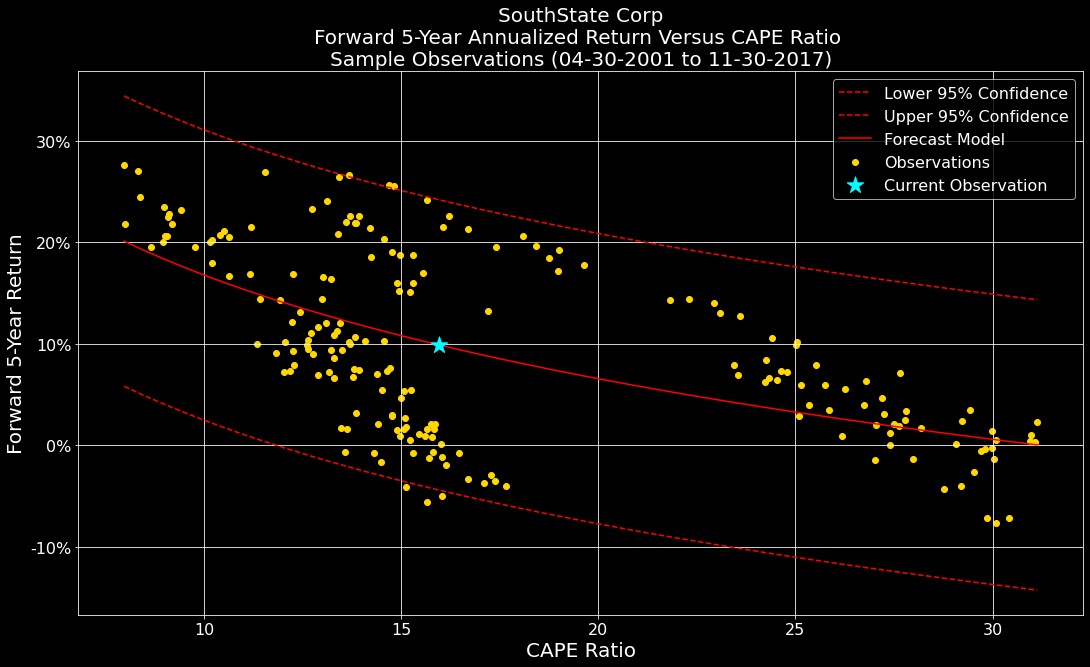 SouthState Corp
Forward 5-Year Annualized Return Versus CAPE Ratio
Sample Observations (04-30-2001 to 11-30-2017)
Lower 95% Confidence
Upper 95% Confidence
Forecast Model
Observations
Current Observation
Forward 5-Year Return
30%
20%
10%
0%
-10%
10
15
20
25
30
CAPE Ratio